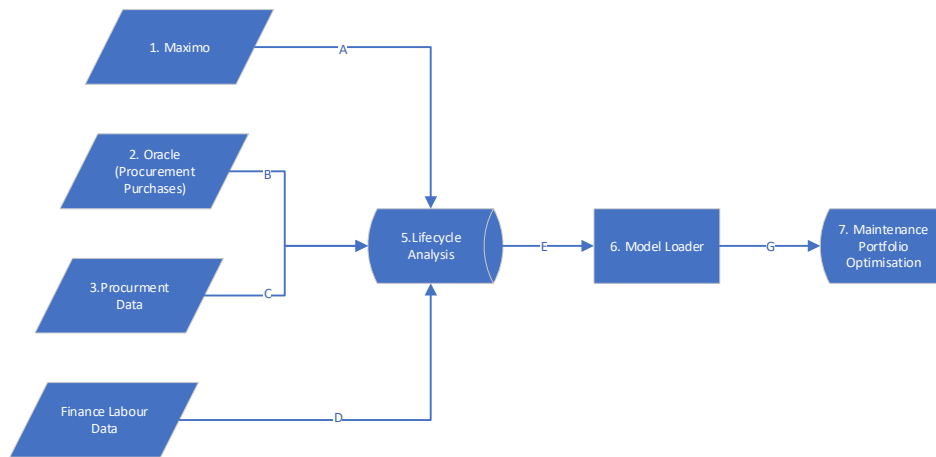 1. Maximo
A
2. Oracle
(Procurement
Purchases)
B
3.Procurment
Data
C
Finance Labour
Data
D
5.Lifecycle
Analysis
E
6. Model Loader
G
7. Maintenance
Portfolio
Optimisation